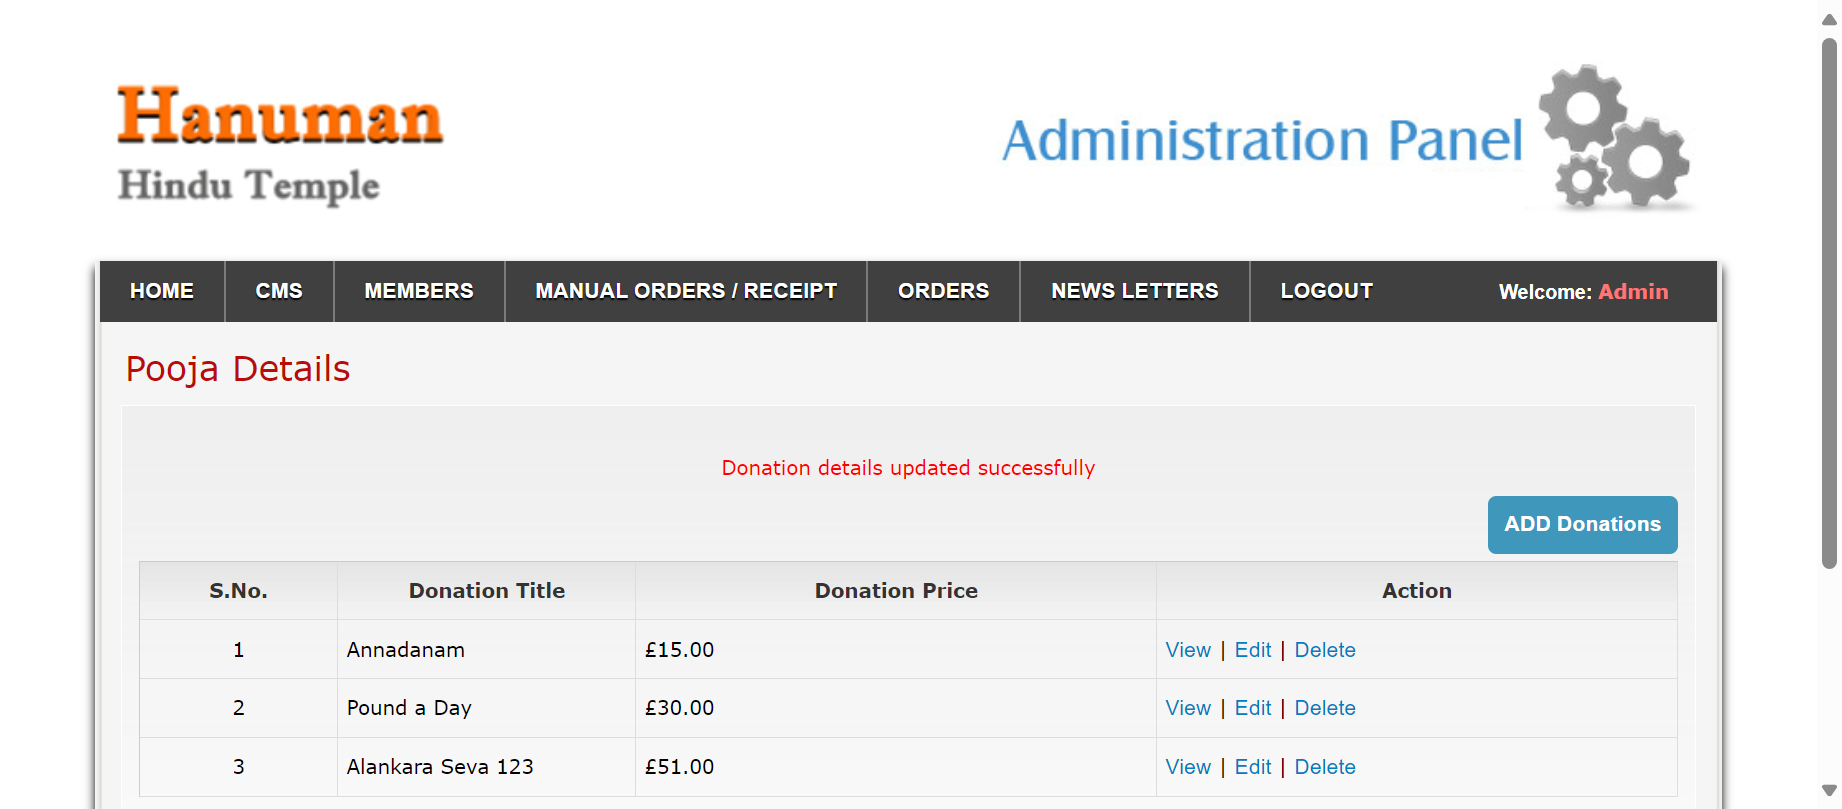 Hanuman
Hindu Temple
Administration Panel
HOME CMS MEMBERS MANUAL ORDERS / RECEIPT ORDERS NEWS LETTERS LOGOUT Welcome: Admin
Pooja Details
Donation details updated successfully
ADD Donations
S.No. Donation Title Donation Price Action
1 Annadanam £15.00 View | Edit | Delete
2 Pound a Day £30.00 View | Edit | Delete
3 Alankara Seva 123 £51.00 View | Edit | Delete